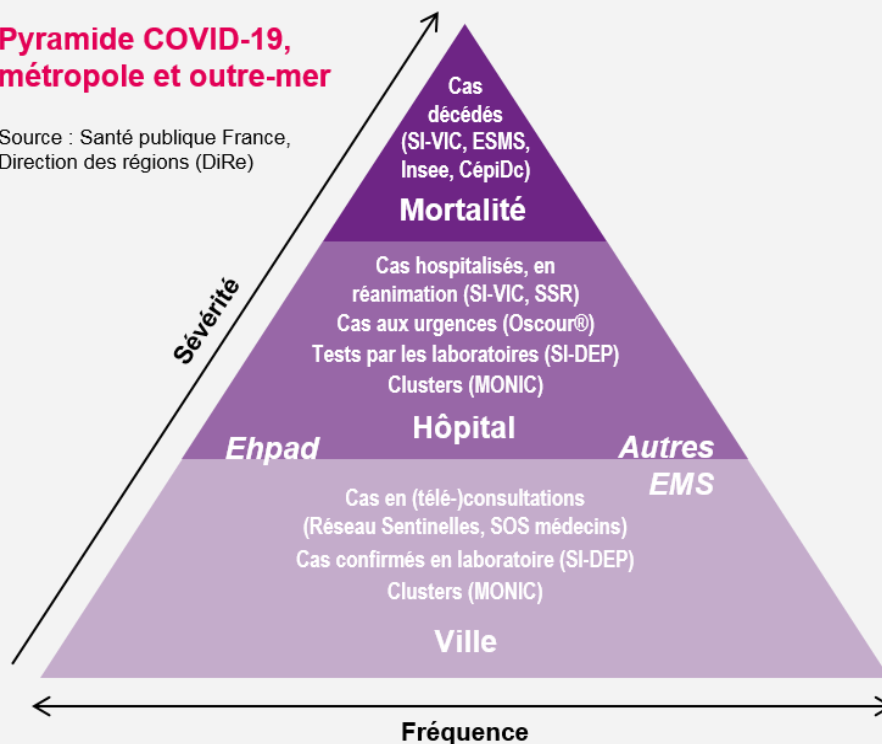 Pyramide COVID-19,
métropole et outre-mer
Source : Santé publique France,
Direction des régions (DiRe)
Sévérité
Cas
décédés
(SI-VIC, ESMS,
Insee, CépiDc)
Mortalité
Cas hospitalisés, en
réanimation (SI-VIC, SSR)
Cas aux urgences (Oscour®)
Tests par les laboratoires (SI-DEP)
Clusters (MONIC)
Hôpital
Ehpad
Autres
EMS
Cas en (télé-)consultations
(Réseau Sentinelles, SOS médecins)
Cas confirmés en laboratoire (SI-DEP)
Clusters (MONIC)
Ville
Fréquence